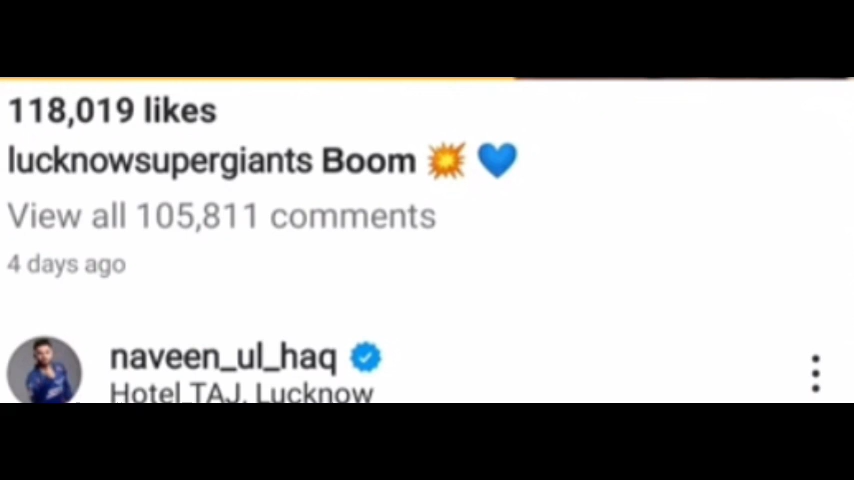 118,019 likes
lucknowsupergiants Boom 💥 💙
View all 105,811 comments
4 days ago
naveen_ul_haq
Hotel TAJ, Lucknow